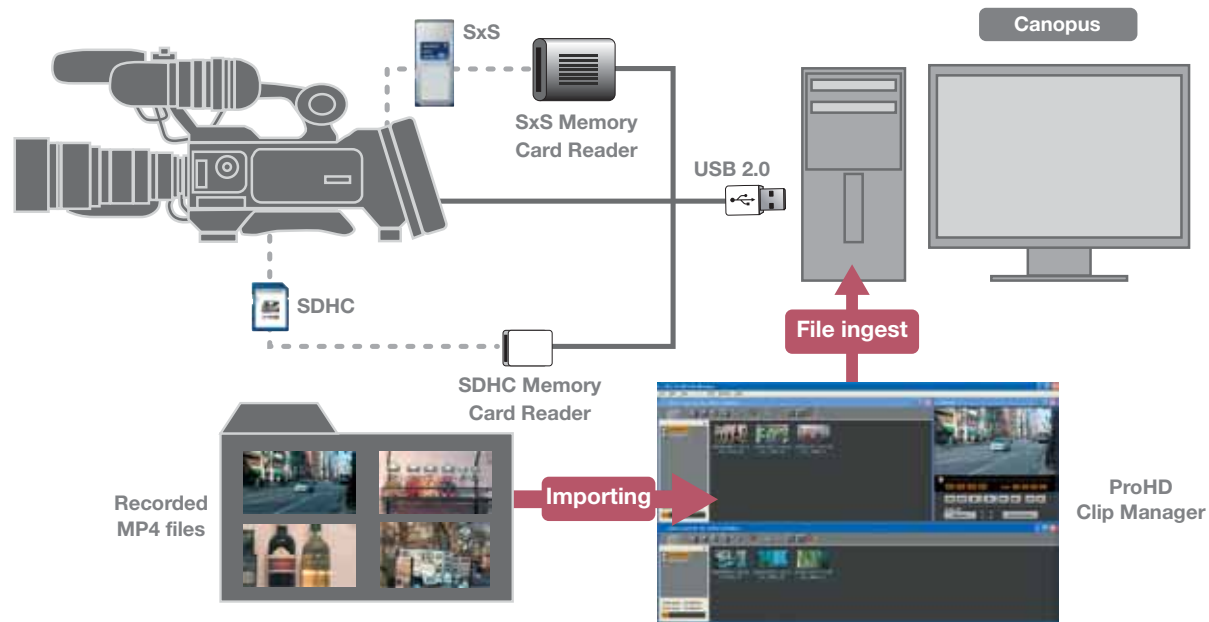 SxS
Canopus
SxS Memory
Card Reader
USB 2.0
SDHC
File ingest
SDHC Memory
Card Reader
Recorded
MP4 files
Importing
ProHD
Clip Manager